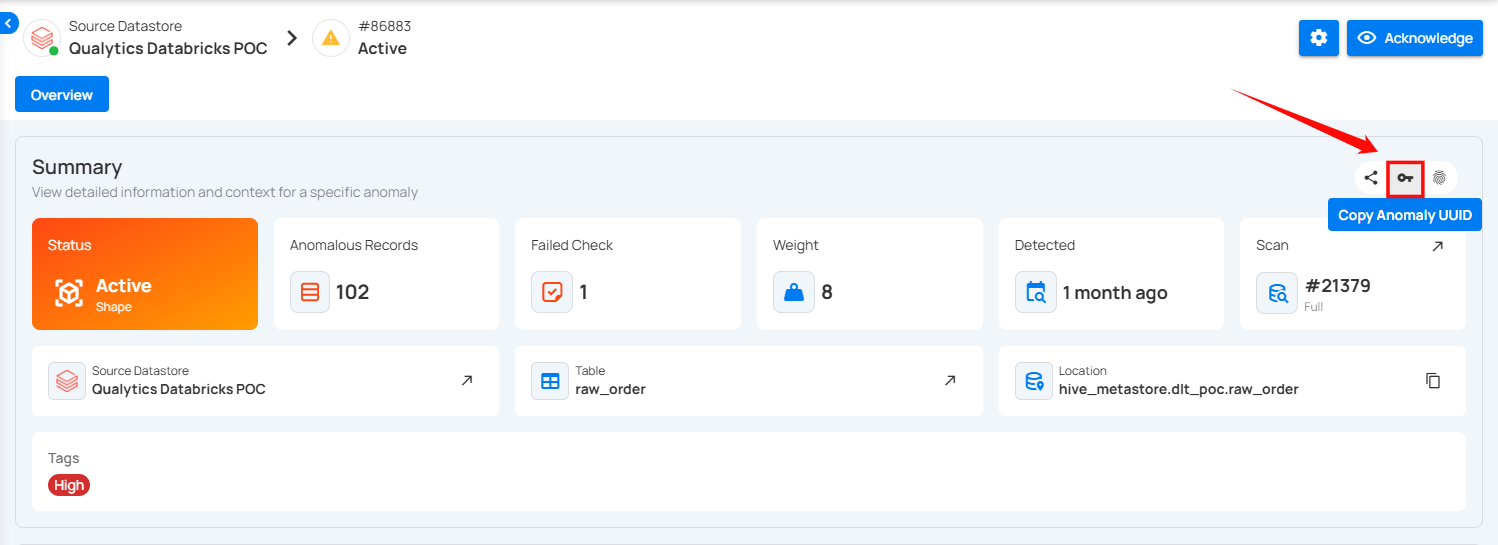 Source Datastore
Qualytics Databricks POC
#86883
Active
Acknowledge
Overview
Summary
View detailed information and context for a specific anomaly
Copy Anomaly UUID
Status
Active
Shape
Anomalous Records
102
Failed Check
1
Weight
8
Detected
1 month ago
Scan
#21379
Full
Source Datastore
Qualytics Databricks POC
Table
raw_order
Location
hive_metastore.dlt_poc.raw_order
Tags
High